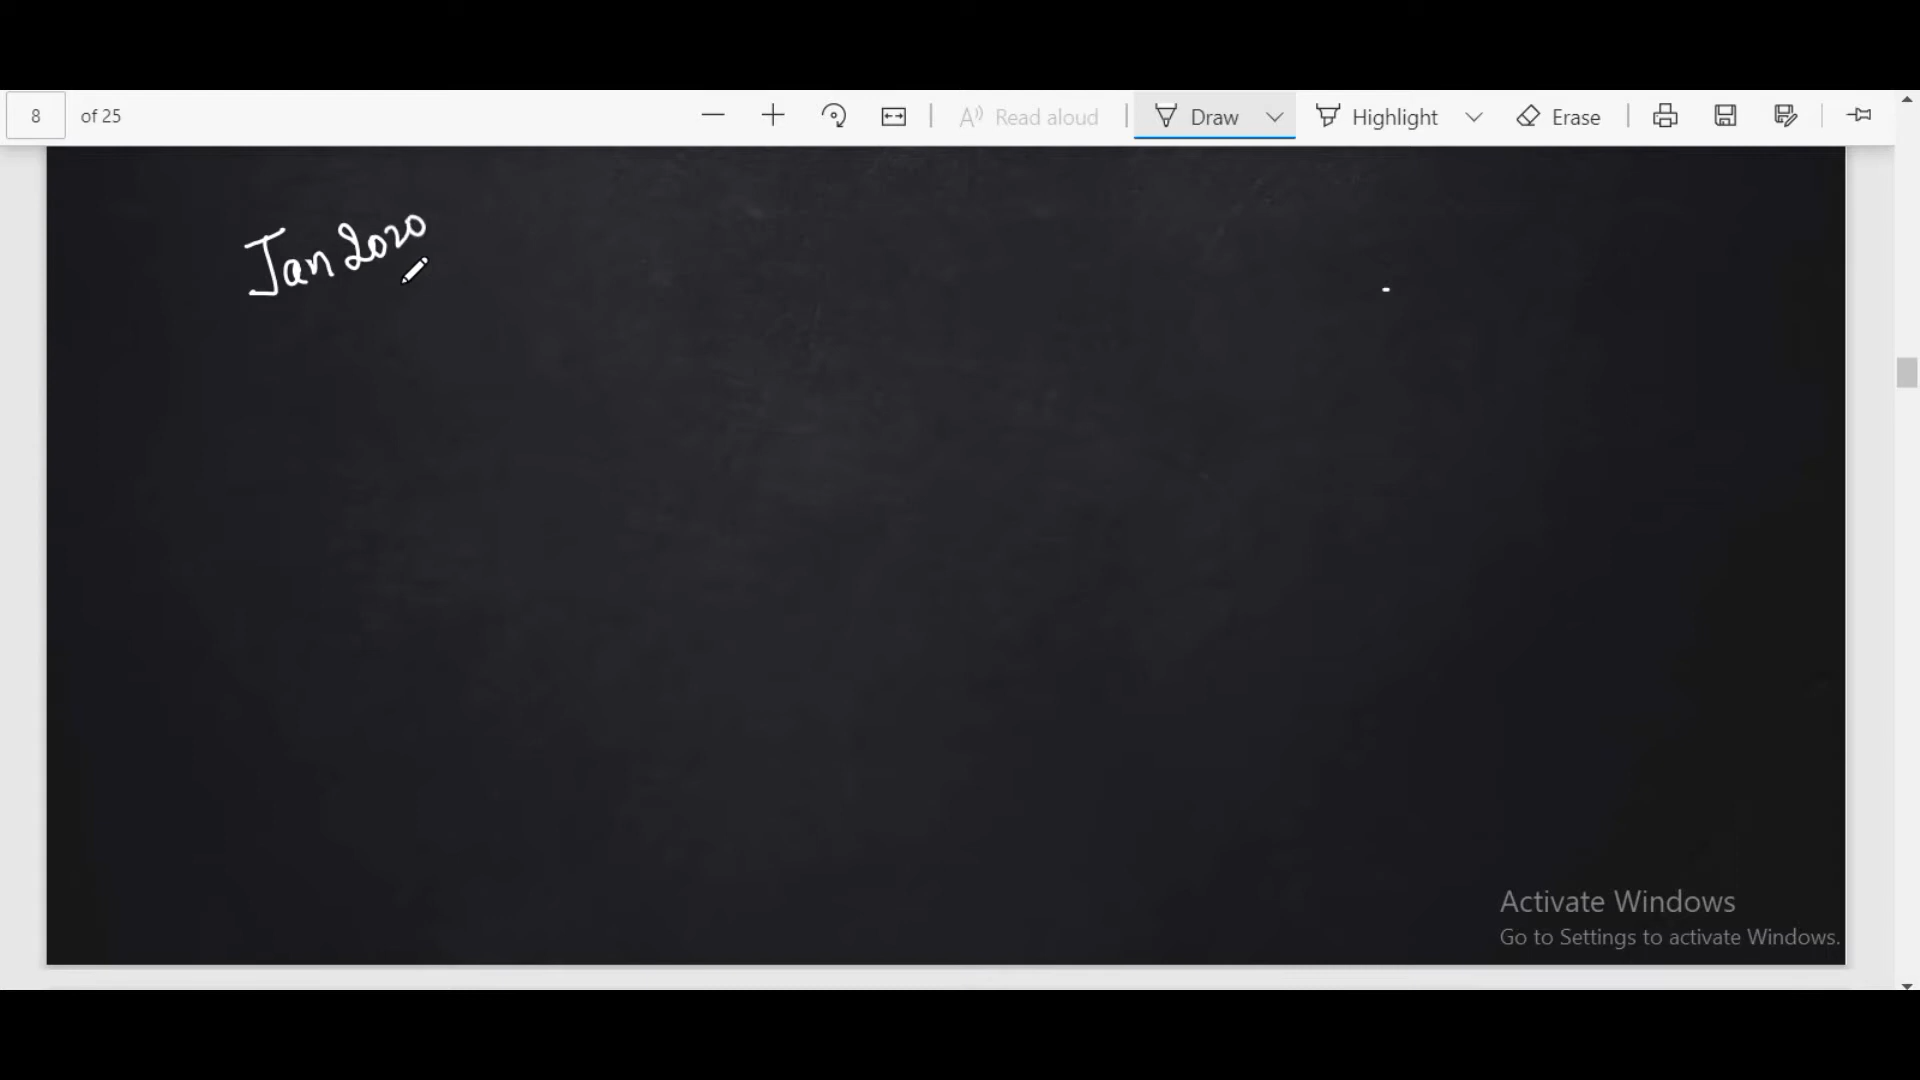 8 of 25 Read aloud Draw Highlight Erase
Jan 2020
Activate Windows
Go to Settings to activate Windows.